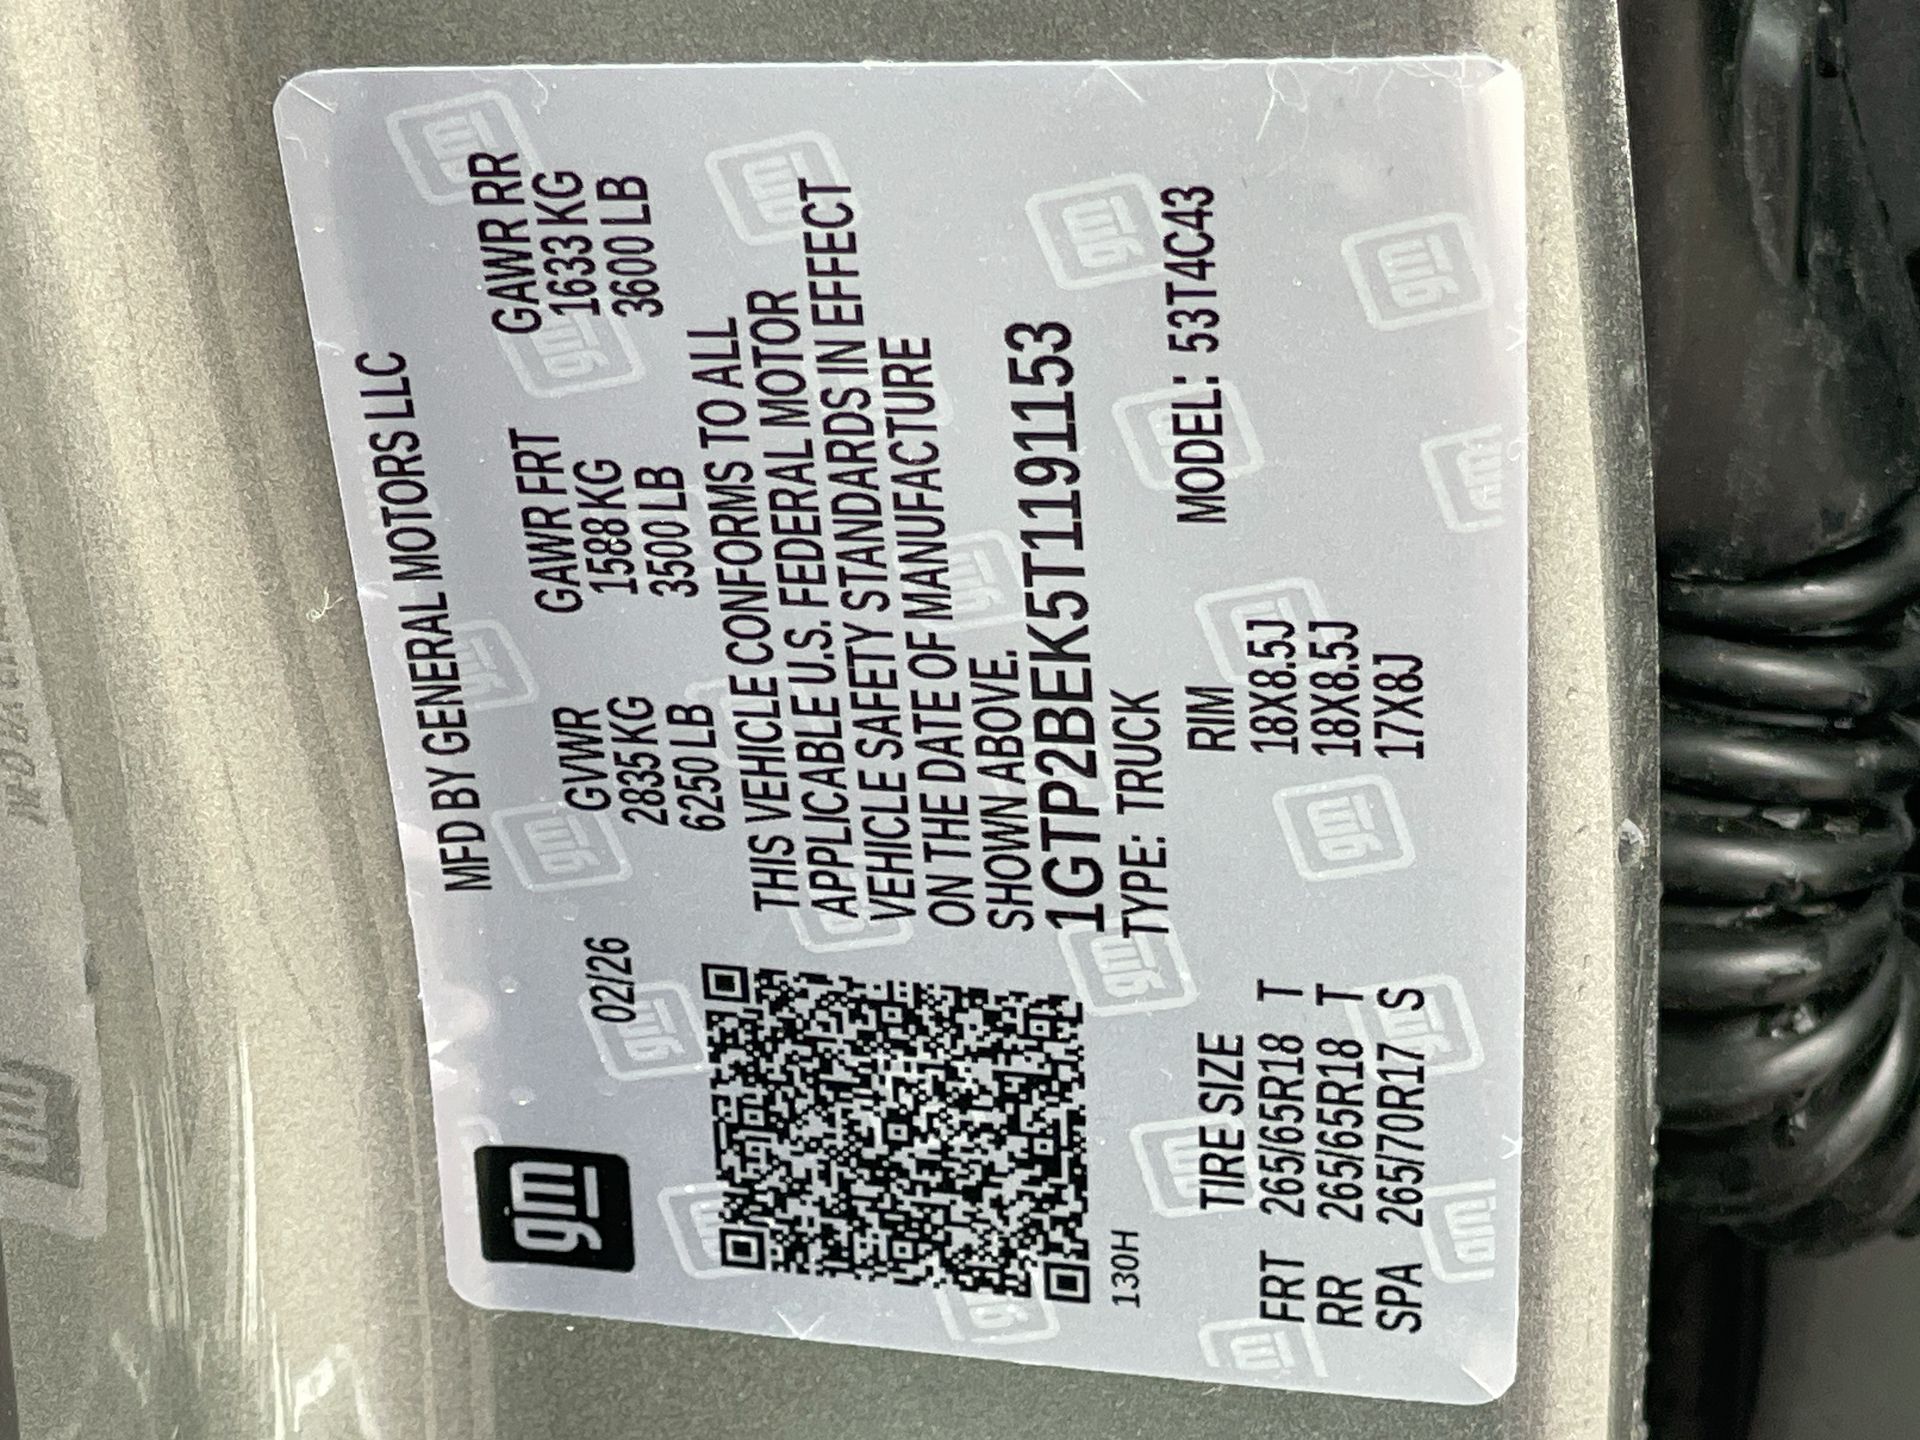 gm
MFD BY GENERAL MOTORS LLC
02/26
GVWR GAWR FRT GAWR RR
2835 KG 1588 KG 1633 KG
6250 LB 3500 LB 3600 LB
THIS VEHICLE CONFORMS TO ALL
APPLICABLE U.S. FEDERAL MOTOR
VEHICLE SAFETY STANDARDS IN EFFECT
ON THE DATE OF MANUFACTURE
SHOWN ABOVE.
1GTP2BEK5T1191153
130H
TYPE: TRUCK
MODEL: 53T4C43
TIRE SIZE RIM
FRT 265/65R18 T 18X8.5J
RR 265/65R18 T 18X8.5J
SPA 265/70R17 S 17X8J